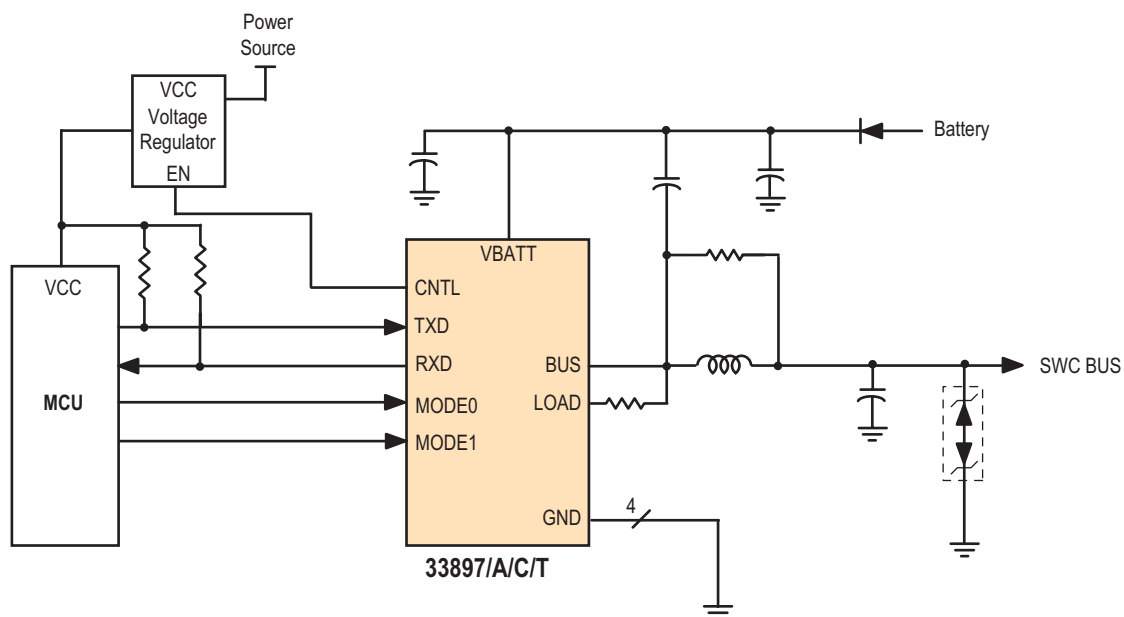 Power
Source
VCC
Voltage
Regulator
EN
Battery
VBATT
VCC
CNTL
TXD
RXD
BUS
SWC BUS
MCU
MODE0
LOAD
MODE1
4
GND
33897/A/C/T